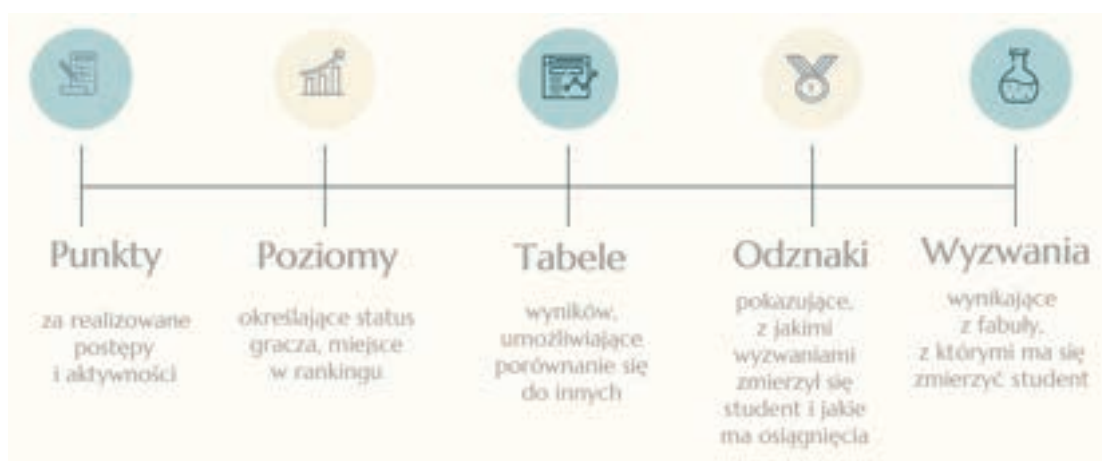 Punkty
za realizowane
postępy
i aktywności
Poziomy
określające status
gracza, miejsce
w rankingu
Tabele
wyników,
umożliwiające
porównanie się
do innych
Odznaki
pokazujące,
z jakimi
wyzwaniami
zmierzył się
student i jakie
ma osiągnięcia
Wyzwania
wynikające
z fabuły,
z którymi ma się
zmierzyć student